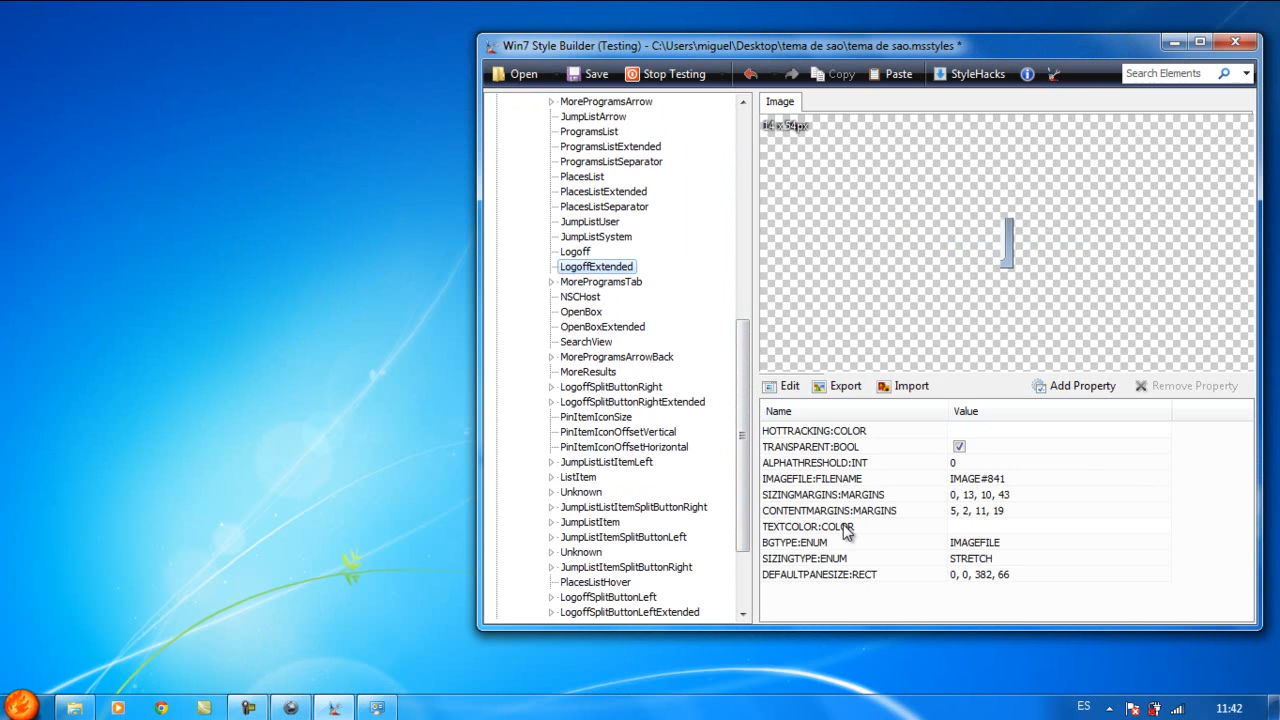 Win7 Style Builder (Testing) - C:\Users\miguel\Desktop\tema de sao\tema de sao.msstyles *
Open Save Stop Testing Copy Paste StyleHacks Search Elements
MoreProgramsArrow
JumpListArrow
ProgramsList
ProgramsListExtended
ProgramsListSeparator
PlacesList
PlacesListExtended
PlacesListSeparator
JumpListUser
JumpListSystem
Logoff
LogoffExtended
MoreProgramsTab
NSCHost
OpenBox
OpenBoxExtended
SearchView
MoreProgramsArrowBack
MoreResults
LogoffSplitButtonRight
LogoffSplitButtonRightExtended
PinItemIconSize
PinItemIconOffsetVertical
PinItemIconOffsetHorizontal
JumpListListItemLeft
ListItem
Unknown
JumpListListItemSplitButtonRight
JumpListItem
JumpListItemSplitButtonLeft
Unknown
JumpListItemSplitButtonRight
PlacesListHover
LogoffSplitButtonLeft
LogoffSplitButtonLeftExtended
Image
14 x 54px
Edit Export Import Add Property Remove Property
Name Value
HOTTRACKING:COLOR
TRANSPARENT:BOOL
ALPHATHRESHOLD:INT 0
IMAGEFILE:FILENAME IMAGE#841
SIZINGMARGINS:MARGINS 0, 13, 10, 43
CONTENTMARGINS:MARGINS 5, 2, 11, 19
TEXTCOLOR:COLOR
BGTYPE:ENUM IMAGEFILE
SIZINGTYPE:ENUM STRETCH
DEFAULTPANESIZE:RECT 0, 0, 382, 66
ES 11:42